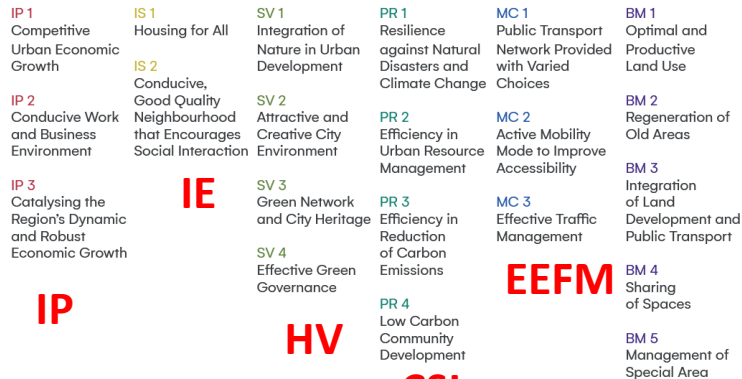 IP 1
Competitive
Urban Economic
Growth
IP 2
Conducive Work
and Business
Environment
IP 3
Catalysing the
Region's Dynamic
and Robust
Economic Growth
IP
IS 1
Housing for All
IS 2
Conducive,
Good Quality
Neighbourhood
that Encourages
Social Interaction
IE
SV 1
Integration of
Nature in Urban
Development
SV 2
Attractive and
Creative City
Environment
SV 3
Green Network
and City Heritage
SV 4
Effective Green
Governance
HV
PR 1
Resilience
against Natural
Disasters and
Climate Change
PR 2
Efficiency in
Urban Resource
Management
PR 3
Efficiency in
Reduction
of Carbon
Emissions
PR 4
Low Carbon
Community
Development
MC 1
Public Transport
Network Provided
with Varied
Choices
MC 2
Active Mobility
Mode to Improve
Accessibility
MC 3
Effective Traffic
Management
EEFM
BM 1
Optimal and
Productive
Land Use
BM 2
Regeneration of
Old Areas
BM 3
Integration
of Land
Development and
Public Transport
BM 4
Sharing
of Spaces
BM 5
Management of
Special Area